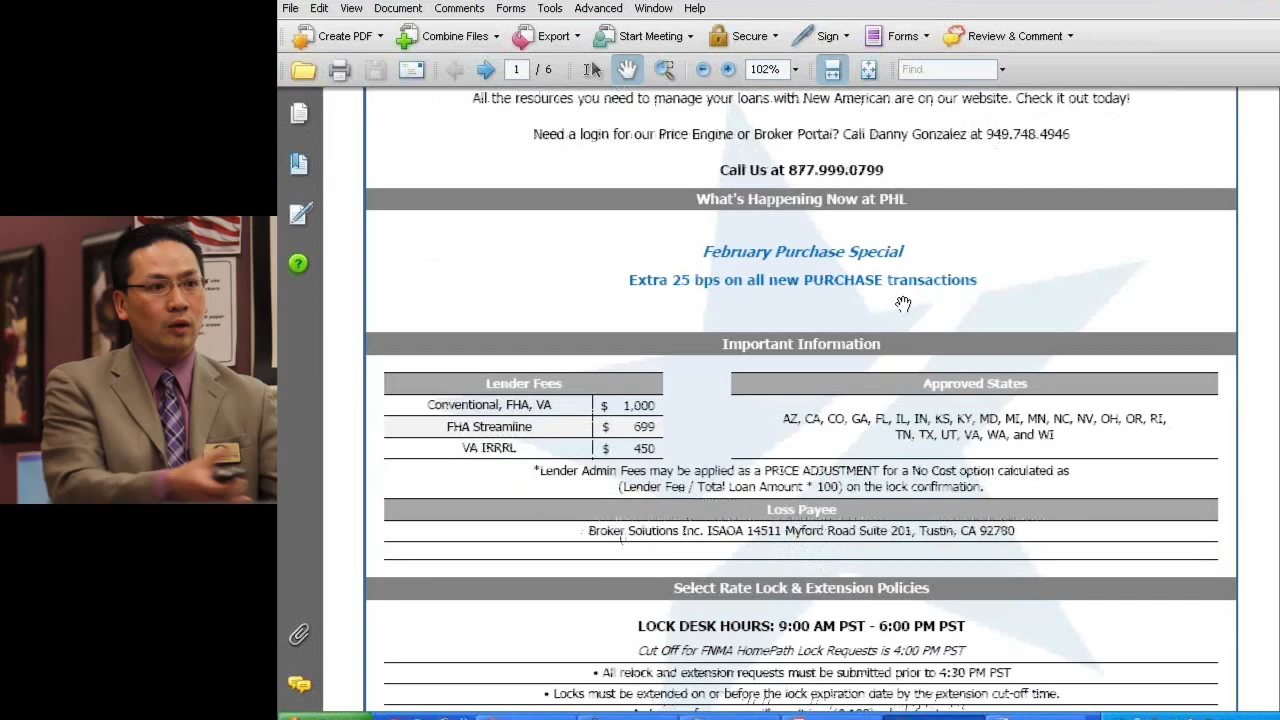 File Edit View Document Comments Forms Tools Advanced Window Help
Create PDF Combine Files Export Start Meeting Secure Sign Forms Review & Comment
1 / 6 102% Find
All the resources you need to manage your loans with New American are on our website. Check it out today!
Need a login for our Price Engine or Broker Portal? Call Danny Gonzalez at 949.748.4946
Call Us at 877.999.0799
What's Happening Now at PHL
February Purchase Special
Extra 25 bps on all new PURCHASE transactions
Important Information
Lender Fees
Conventional, FHA, VA $ 1,000
FHA Streamline $ 699
VA IRRRL $ 450
Approved States
AZ, CA, CO, GA, FL, IL, IN, KS, KY, MD, MI, MN, NC, NV, OH, OR, RI,
TN, TX, UT, VA, WA, and WI
*Lender Admin Fees may be applied as a PRICE ADJUSTMENT for a No Cost option calculated as
(Lender Fee / Total Loan Amount * 100) on the lock confirmation.
Loss Payee
Broker Solutions Inc. ISAOA 14511 Myford Road Suite 201, Tustin, CA 92780
Select Rate Lock & Extension Policies
LOCK DESK HOURS: 9:00 AM PST - 6:00 PM PST
Cut Off for FNMA HomePath Lock Requests is 4:00 PM PST
• All relock and extension requests must be submitted prior to 4:30 PM PST
• Locks must be extended on or before the lock expiration date by the extension cut-off time.